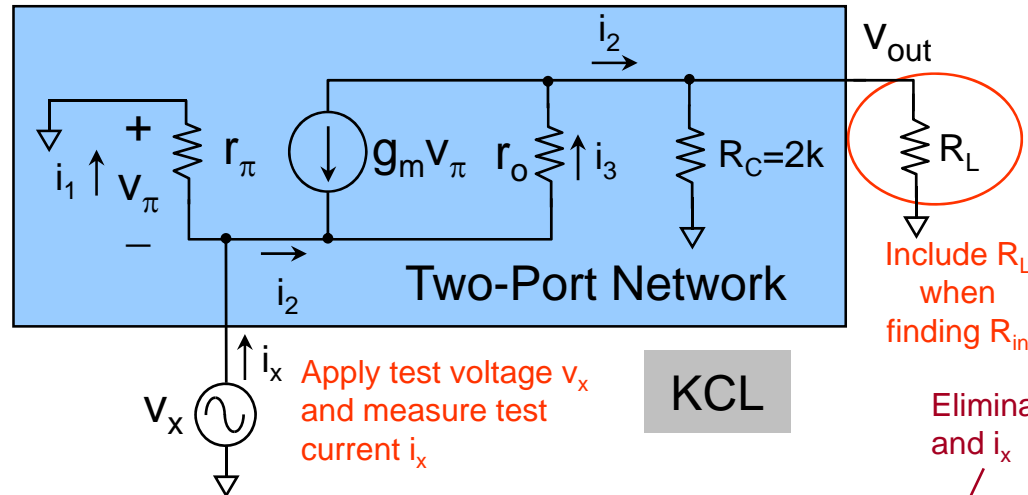 i2
Vout
+
rπ
gmvπ
ro
i3
RC=2k
RL
i1
vπ
–
i2
Two-Port Network
Include RL
when
finding Rin
ix
Apply test voltage vx
and measure test
current ix
vx
KCL
Elimina
and ix